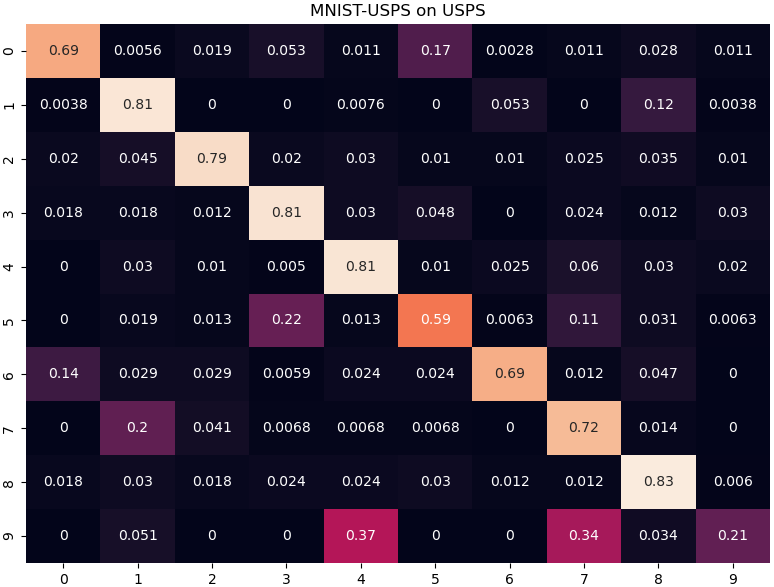 MNIST-USPS on USPS
0 0.69 0.0056 0.019 0.053 0.011 0.17 0.0028 0.011 0.028 0.011
1 0.0038 0.81 0 0 0.0076 0 0.053 0 0.12 0.0038
2 0.02 0.045 0.79 0.02 0.03 0.01 0.01 0.025 0.035 0.01
3 0.018 0.018 0.012 0.81 0.03 0.048 0 0.024 0.012 0.03
4 0 0.03 0.01 0.005 0.81 0.01 0.025 0.06 0.03 0.02
5 0 0.019 0.013 0.22 0.013 0.59 0.0063 0.11 0.031 0.0063
6 0.14 0.029 0.029 0.0059 0.024 0.024 0.69 0.012 0.047 0
7 0 0.2 0.041 0.0068 0.0068 0.0068 0 0.72 0.014 0
8 0.018 0.03 0.018 0.024 0.024 0.03 0.012 0.012 0.83 0.006
9 0 0.051 0 0 0.37 0 0 0.34 0.034 0.21
0 1 2 3 4 5 6 7 8 9